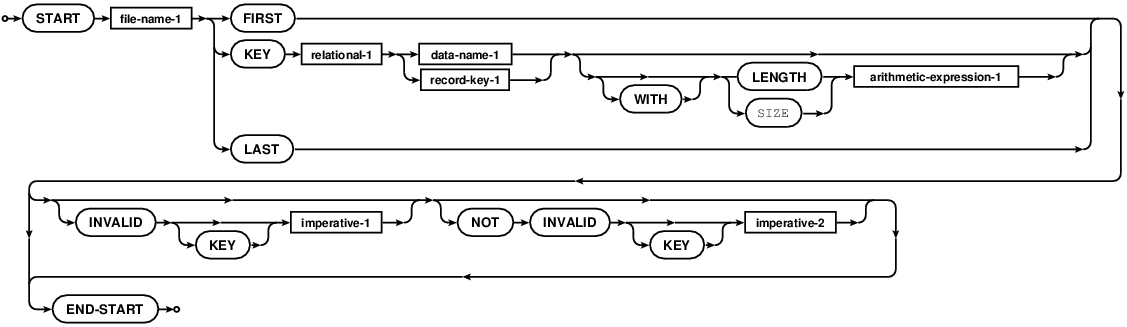 START file-name-1 FIRST
KEY relational-1 data-name-1
record-key-1
LENGTH arithmetic-expression-1
WITH
SIZE
LAST
INVALID imperative-1 NOT INVALID imperative-2
KEY KEY
END-START